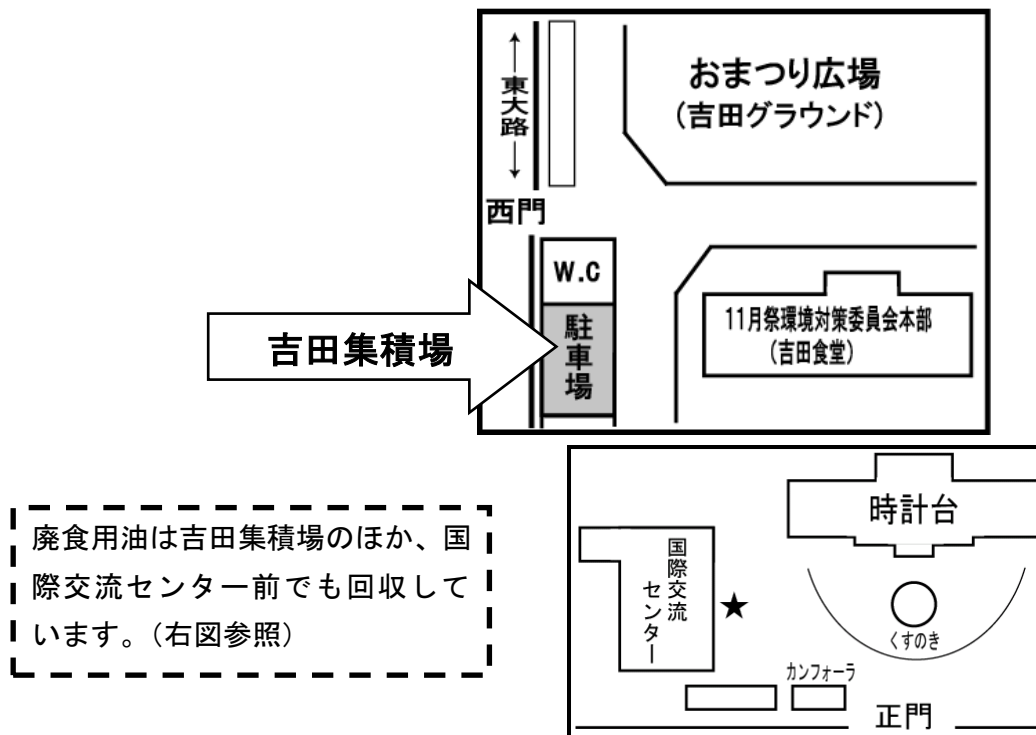 ↑東大路↓
おまつり広場
(吉田グラウンド)
西門
W.C
駐車場
吉田集積場
11月祭環境対策委員会本部
(吉田食堂)
廃食用油は吉田集積場のほか、国
際交流センター前でも回収して
います。(右図参照)
時計台
国際交流
センター
★
くすのき
カンフォーラ
正門